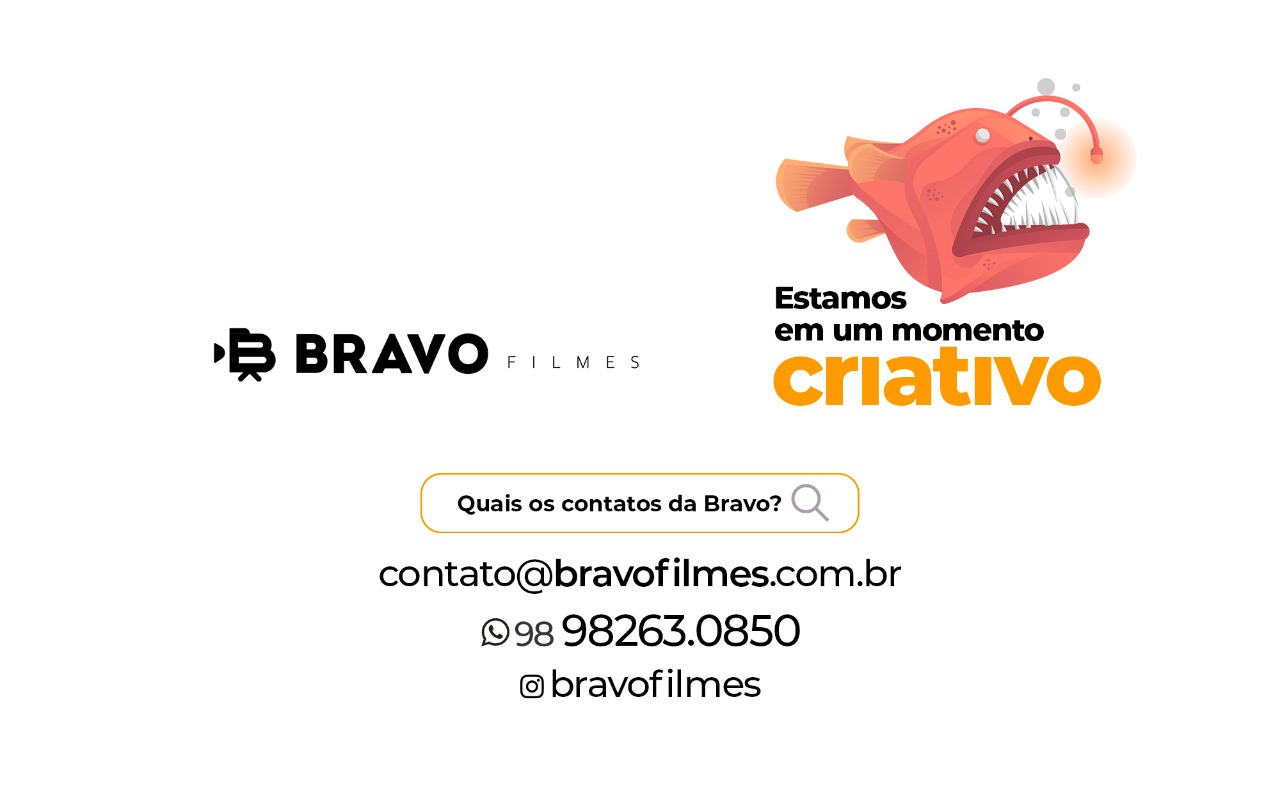 BRAVO FILMES
Estamos
em um momento
criativo
Quais os contatos da Bravo?
contato@bravofilmes.com.br
98 98263.0850
bravofilmes